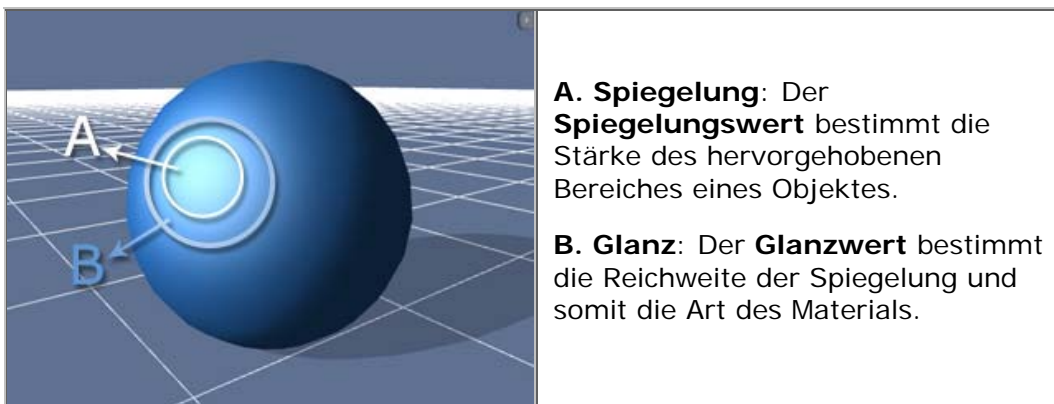 A
B
A. Spiegelung: Der
Spiegelungswert bestimmt die
Stärke des hervorgehobenen
Bereiches eines Objektes.
B. Glanz: Der Glanzwert bestimmt
die Reichweite der Spiegelung und
somit die Art des Materials.